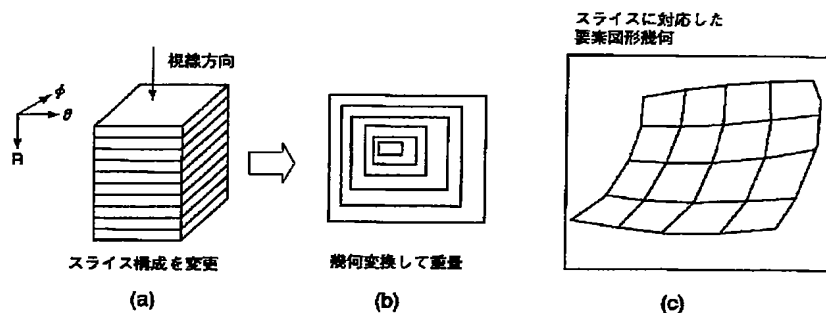 スライスに対応した
要素図形幾何
視線方向
φ
θ
R
スライス構成を変更
幾何変換して重畳
(a)
(b)
(c)